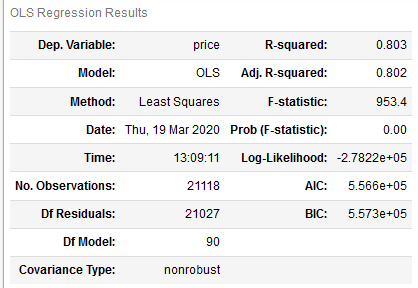 OLS Regression Results
Dep. Variable: price R-squared: 0.803
Model: OLS Adj. R-squared: 0.802
Method: Least Squares F-statistic: 953.4
Date: Thu, 19 Mar 2020 Prob (F-statistic): 0.00
Time: 13:09:11 Log-Likelihood: -2.7822e+05
No. Observations: 21118 AIC: 5.566e+05
Df Residuals: 21027 BIC: 5.573e+05
Df Model: 90
Covariance Type: nonrobust